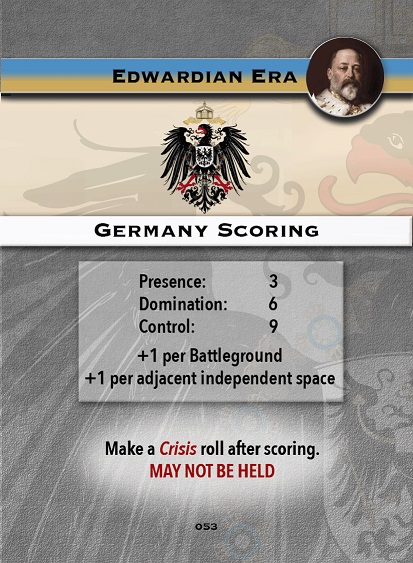 Edwardian Era
Germany Scoring
Presence: 3
Domination: 6
Control: 9
+1 per Battleground
+1 per adjacent independent space
Make a Crisis roll after scoring.
MAY NOT BE HELD
053